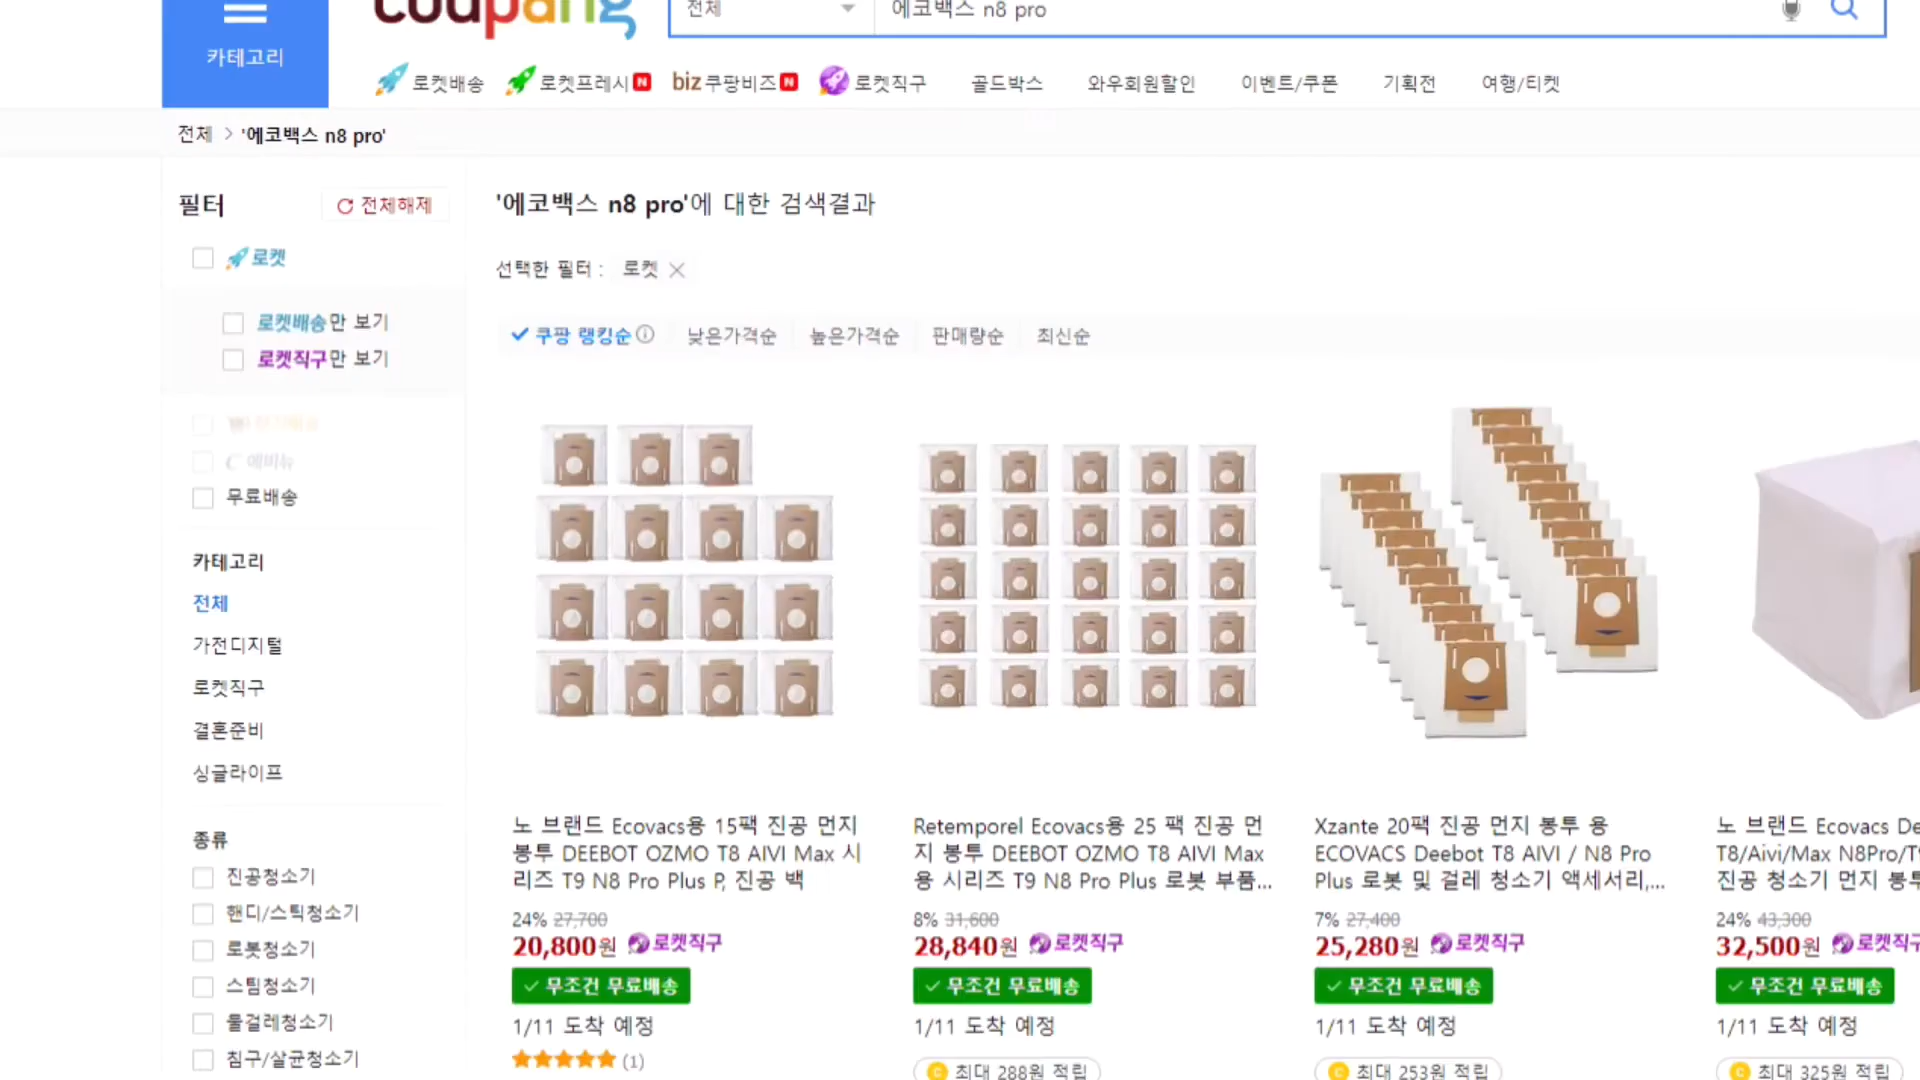 coupang
전체
에코백스 n8 pro
카테고리
로켓배송
로켓프레시 N
biz 쿠팡비즈 N
로켓직구
골드박스
와우회원할인
이벤트/쿠폰
기획전
여행/티켓
전체 > '에코백스 n8 pro'
필터
전체해제
로켓
로켓배송만 보기
로켓직구만 보기
C 에비뉴
무료배송
카테고리
전체
가전디지털
로켓직구
결혼준비
싱글라이프
종류
진공청소기
핸디/스틱청소기
로봇청소기
스팀청소기
물걸레청소기
침구/살균청소기
'에코백스 n8 pro'에 대한 검색결과
선택한 필터 : 로켓
쿠팡 랭킹순
낮은가격순
높은가격순
판매량순
최신순
노 브랜드 Ecovacs용 15팩 진공 먼지
봉투 DEEBOT OZMO T8 AIVI Max 시
리즈 T9 N8 Pro Plus P, 진공 백
24% 27,700
20,800원 로켓직구
무조건 무료배송
1/11 도착 예정
(1)
Retemporel Ecovacs용 25 팩 진공 먼
지 봉투 DEEBOT OZMO T8 AIVI Max
용 시리즈 T9 N8 Pro Plus 로봇 부품...
8% 31,600
28,840원 로켓직구
무조건 무료배송
1/11 도착 예정
최대 288원 적립
Xzante 20팩 진공 먼지 봉투 용
ECOVACS Deebot T8 AIVI / N8 Pro
Plus 로봇 및 걸레 청소기 액세서리,...
7% 27,400
25,280원 로켓직구
무조건 무료배송
1/11 도착 예정
최대 253원 적립
노 브랜드 Ecovacs De
T8/Aivi/Max N8Pro/T9
진공 청소기 먼지 봉투
24% 43,300
32,500원 로켓직구
무조건 무료배송
1/11 도착 예정
최대 325원 적립